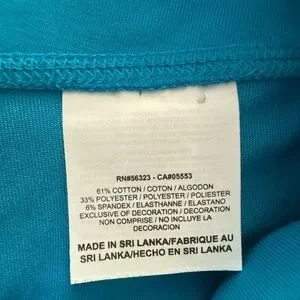 RN#56323 - CA#05553
61% COTTON / COTON / ALGODON
33% POLYESTER / POLYESTER / POLIESTER
6% SPANDEX / ELASTHANNE / ELASTANO
EXCLUSIVE OF DECORATION / DECORATION
NON COMPRISE / NO INCLUYE LA
DECORACION
MADE IN SRI LANKA/FABRIQUE AU
SRI LANKA/HECHO EN SRI LANKA